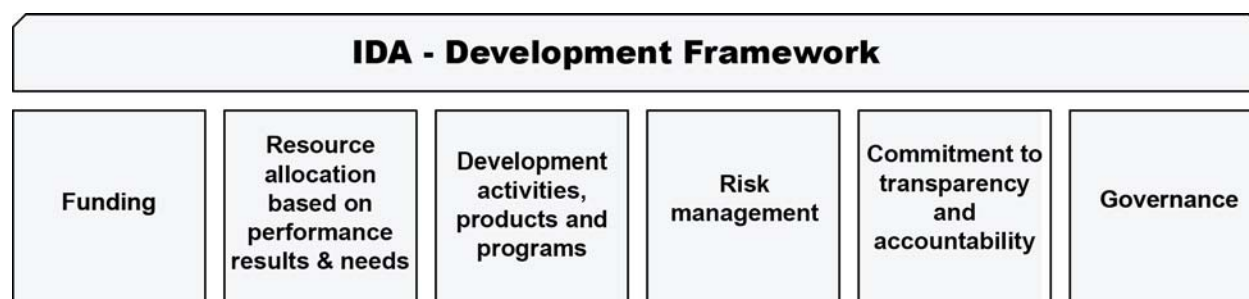 IDA - Development Framework
Funding
Resource
allocation
based on
performance
results & needs
Development
activities,
products and
programs
Risk
management
Commitment to
transparency
and
accountability
Governance